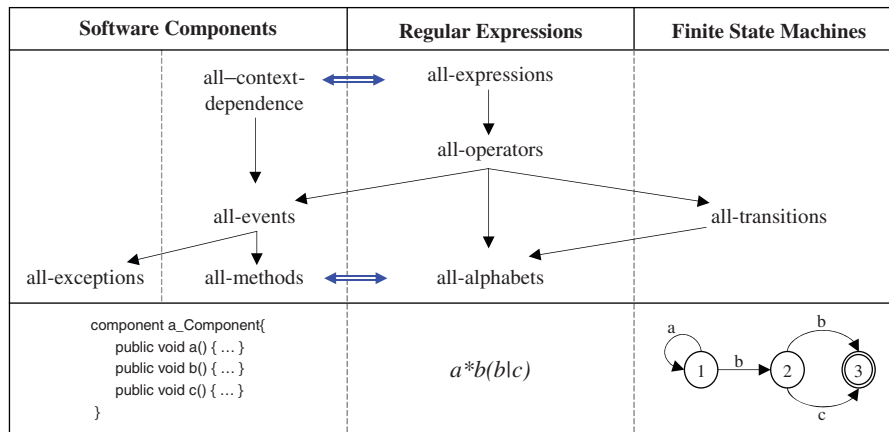 Software Components
Regular Expressions
Finite State Machines
all–context-
dependence
all-expressions
all-operators
all-events
all-transitions
all-exceptions
all-methods
all-alphabets
component a_Component{
public void a() { … }
public void b() { … }
public void c() { … }
}
a*b(b|c)
a
b
b
1
2
3
c